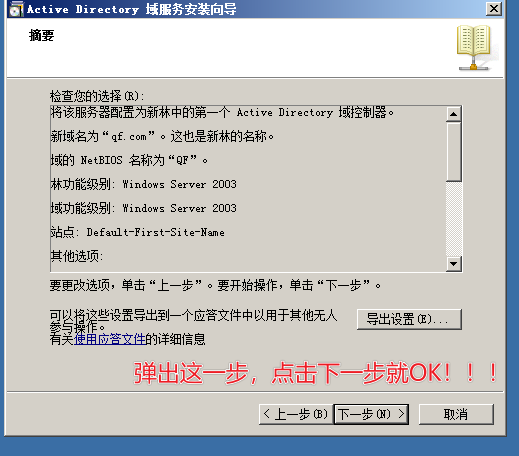 Active Directory 域服务安装向导
摘要
检查您的选择(R):
将该服务器配置为新林中的第一个 Active Directory 域控制器。
新域名为“qf.com”。这也是新林的名称。
域的 NetBIOS 名称为“QF”。
林功能级别: Windows Server 2003
域功能级别: Windows Server 2003
站点: Default-First-Site-Name
其他选项:
要更改选项，单击“上一步”。要开始操作，单击“下一步”。
可以将这些设置导出到一个应答文件中以用于其他无人
参与操作。
导出设置(E)...
有关使用应答文件的详细信息
弹出这一步，点击下一步就OK！！！
< 上一步(B)
下一步(N) >
取消